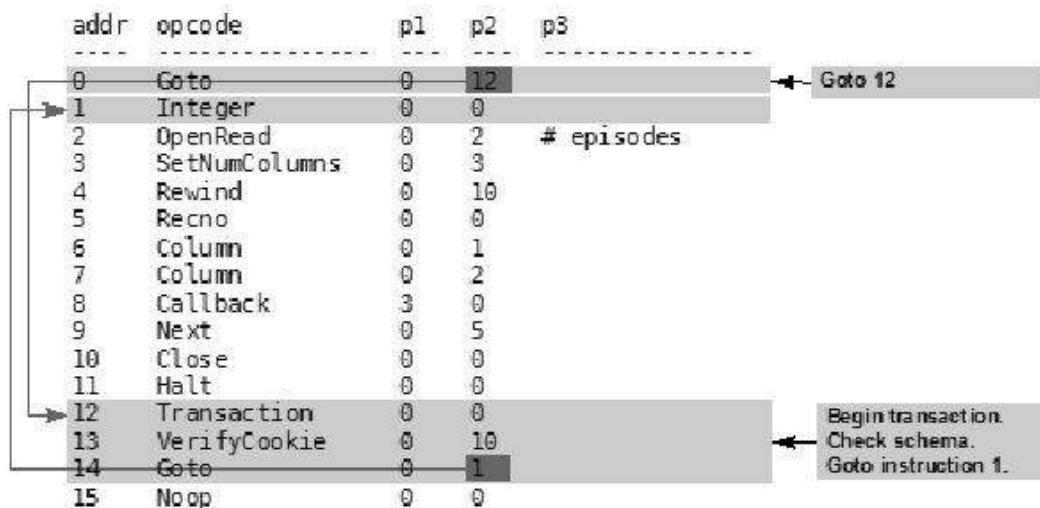 addr opcode p1 p2 p3
---- --------------- --- --- ---------------
0 Goto 0 12 Goto 12
1 Integer 0 0
2 OpenRead 0 2 # episodes
3 SetNumColumns 0 3
4 Rewind 0 10
5 Recno 0 0
6 Column 0 1
7 Column 0 2
8 Callback 3 0
9 Next 0 5
10 Close 0 0
11 Halt 0 0
12 Transaction 0 0 Begin transaction.
13 VerifyCookie 0 10 Check schema.
14 Goto 0 1 Goto instruction 1.
15 Noop 0 0